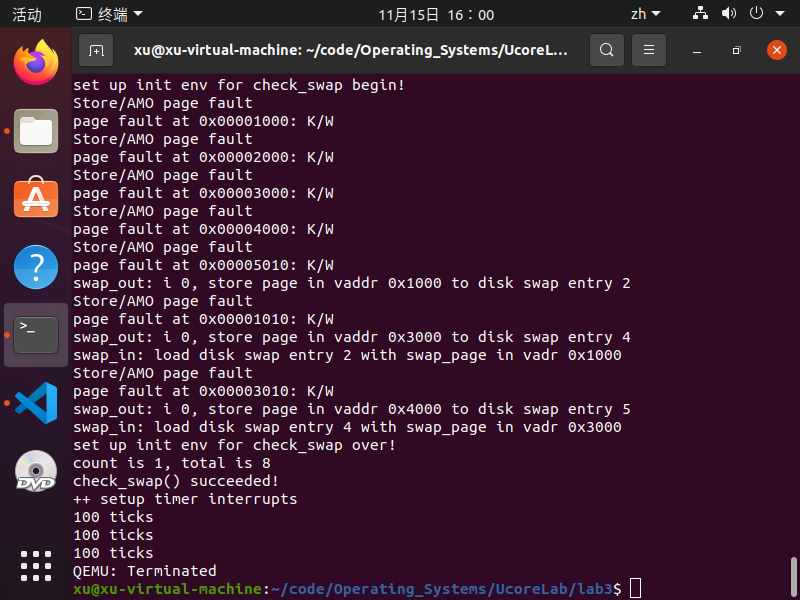 活动
终端
11月15日 16：00
zh
xu@xu-virtual-machine: ~/code/Operating_Systems/UcoreL...
set up init env for check_swap begin!
Store/AMO page fault
page fault at 0x00001000: K/W
Store/AMO page fault
page fault at 0x00002000: K/W
Store/AMO page fault
page fault at 0x00003000: K/W
Store/AMO page fault
page fault at 0x00004000: K/W
Store/AMO page fault
page fault at 0x00005010: K/W
swap_out: i 0, store page in vaddr 0x1000 to disk swap entry 2
Store/AMO page fault
page fault at 0x00001010: K/W
swap_out: i 0, store page in vaddr 0x3000 to disk swap entry 4
swap_in: load disk swap entry 2 with swap_page in vadr 0x1000
Store/AMO page fault
page fault at 0x00003010: K/W
swap_out: i 0, store page in vaddr 0x4000 to disk swap entry 5
swap_in: load disk swap entry 4 with swap_page in vadr 0x3000
set up init env for check_swap over!
count is 1, total is 8
check_swap() succeeded!
++ setup timer interrupts
100 ticks
100 ticks
100 ticks
QEMU: Terminated
xu@xu-virtual-machine:~/code/Operating_Systems/UcoreLab/lab3$
DVD